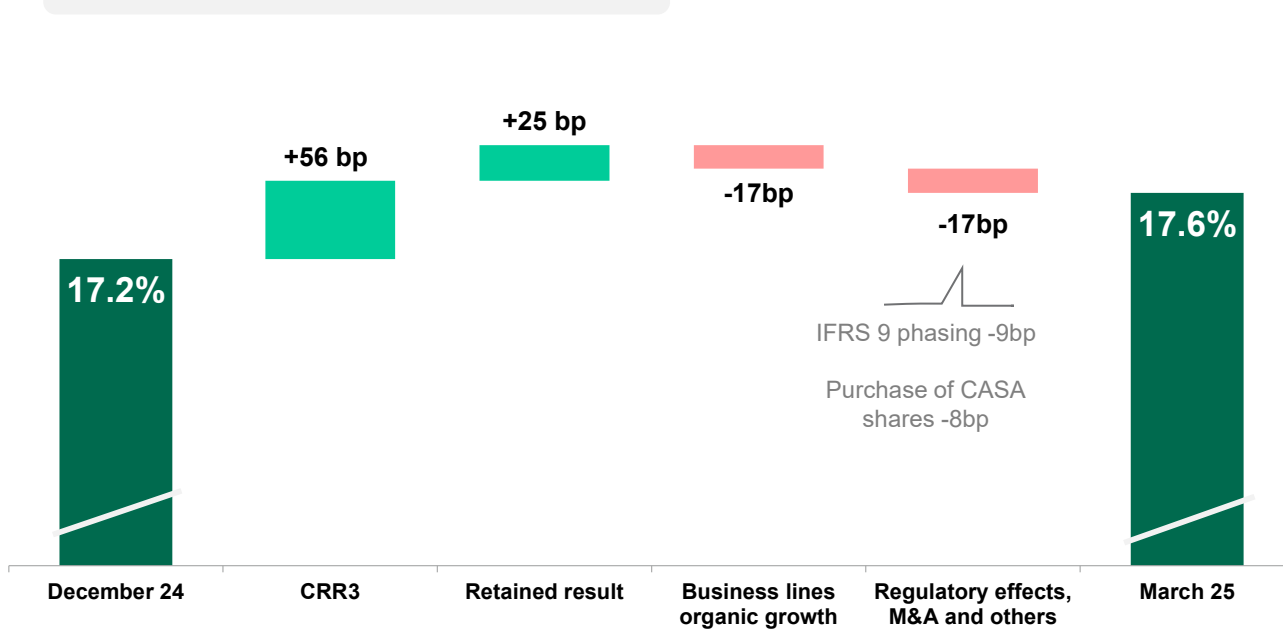 +25 bp
+56 bp
-17bp
-17bp
17.6%
17.2%
IFRS 9 phasing -9bp
Purchase of CASA
shares -8bp
December 24
CRR3
Retained result
Business lines
organic growth
Regulatory effects,
M&A and others
March 25